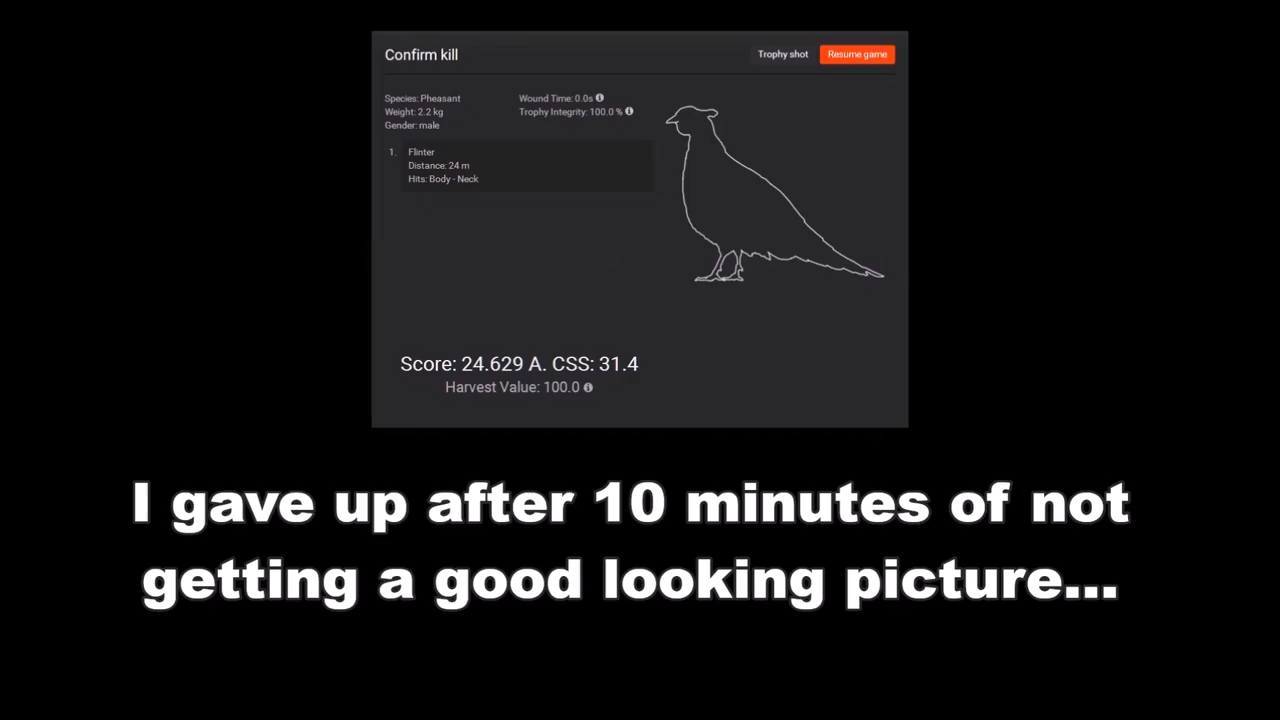 Confirm kill
Trophy shot
Resume game
Species: Pheasant
Weight: 2.2 kg
Gender: male
Wound Time: 0.0s
Trophy Integrity: 100.0 %
1.
Flinter
Distance: 24 m
Hits: Body - Neck
Score: 24.629 A. CSS: 31.4
Harvest Value: 100.0
I gave up after 10 minutes of not
getting a good looking picture...